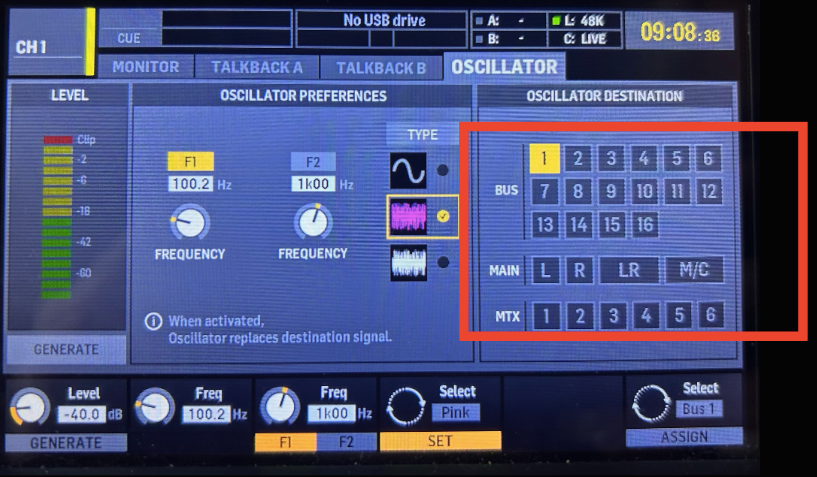 CH1
CUE
No USB drive
A: -
L: 48K
B: -
C: LIVE
09:08:36
MONITOR
TALKBACK A
TALKBACK B
OSCILLATOR
LEVEL
OSCILLATOR PREFERENCES
OSCILLATOR DESTINATION
Clip
-2
-6
-18
-42
-60
GENERATE
TYPE
F1
F2
100.2 Hz
1k00 Hz
FREQUENCY
FREQUENCY
When activated,
Oscillator replaces destination signal.
BUS
1 2 3 4 5 6
7 8 9 10 11 12
13 14 15 16
MAIN L R LR M/C
MTX 1 2 3 4 5 6
Level
-40.0 dB
GENERATE
Freq
100.2 Hz
Freq
1k00 Hz
F1 F2
Select
Pink
SET
Select
Bus 1
ASSIGN